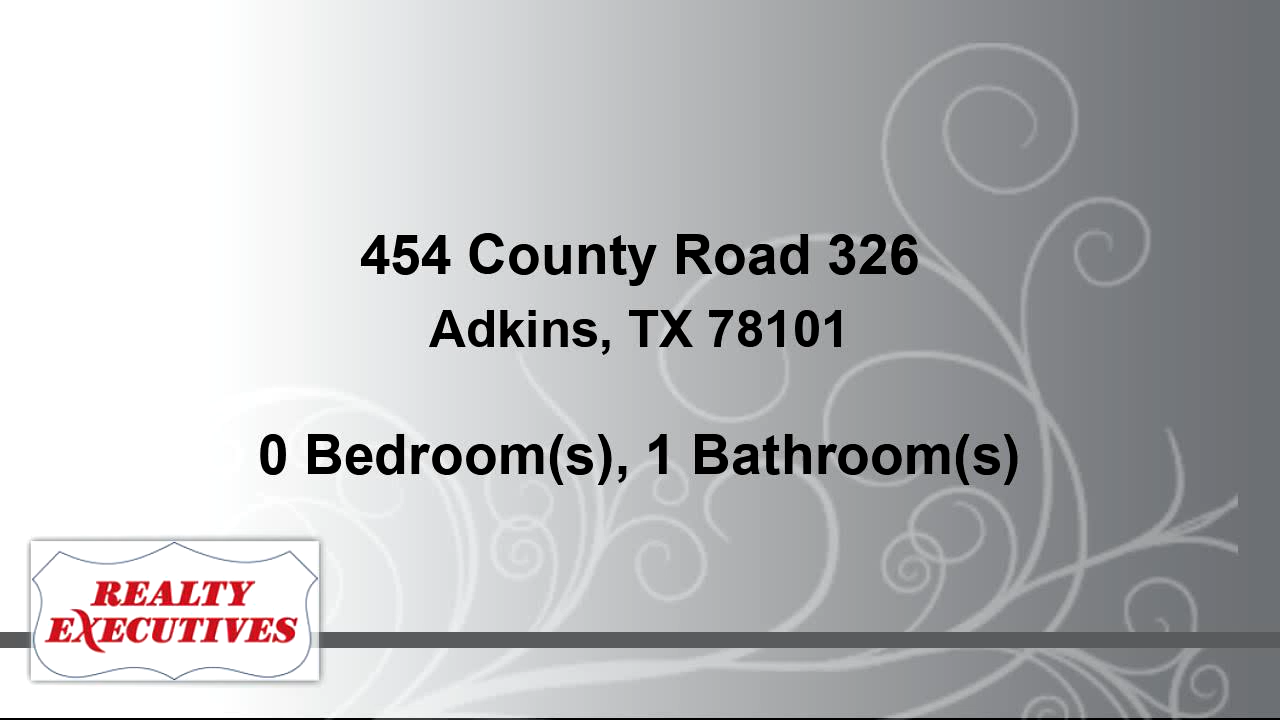 454 County Road 326
Adkins, TX 78101
0 Bedroom(s), 1 Bathroom(s)
REALTY
EXECUTIVES